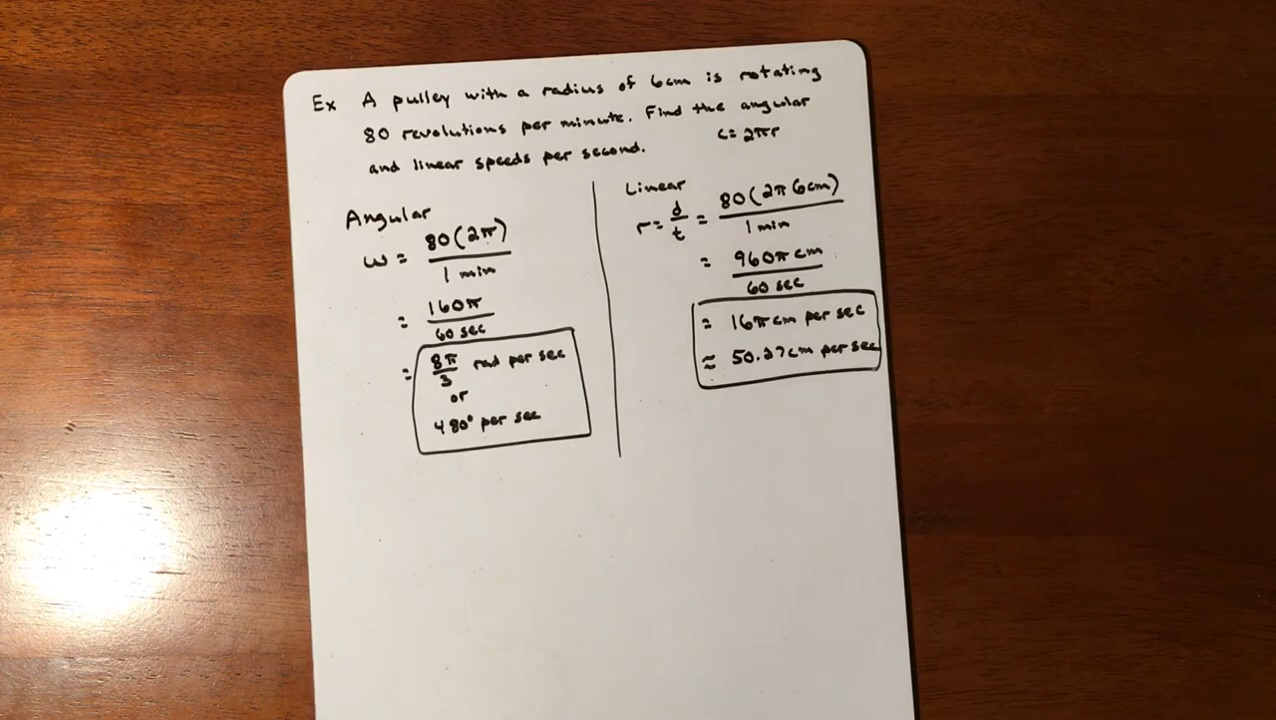 Ex A pulley with a radius of 6cm is rotating
80 revolutions per minute. Find the angular
and linear speeds per second.
C = 2πr
Angular
ω = 80(2π) / 1 min
= 160π / 60 sec
= 8π/3 rad per sec
or
480° per sec
Linear
r = d/t = 80(2π 6cm) / 1 min
= 960π cm / 60 sec
= 16π cm per sec
≈ 50.27cm per sec